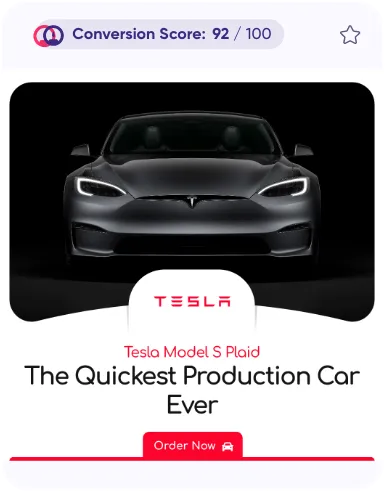 Conversion Score: 92 / 100
TESLA
Tesla Model S Plaid
The Quickest Production Car
Ever
Order Now